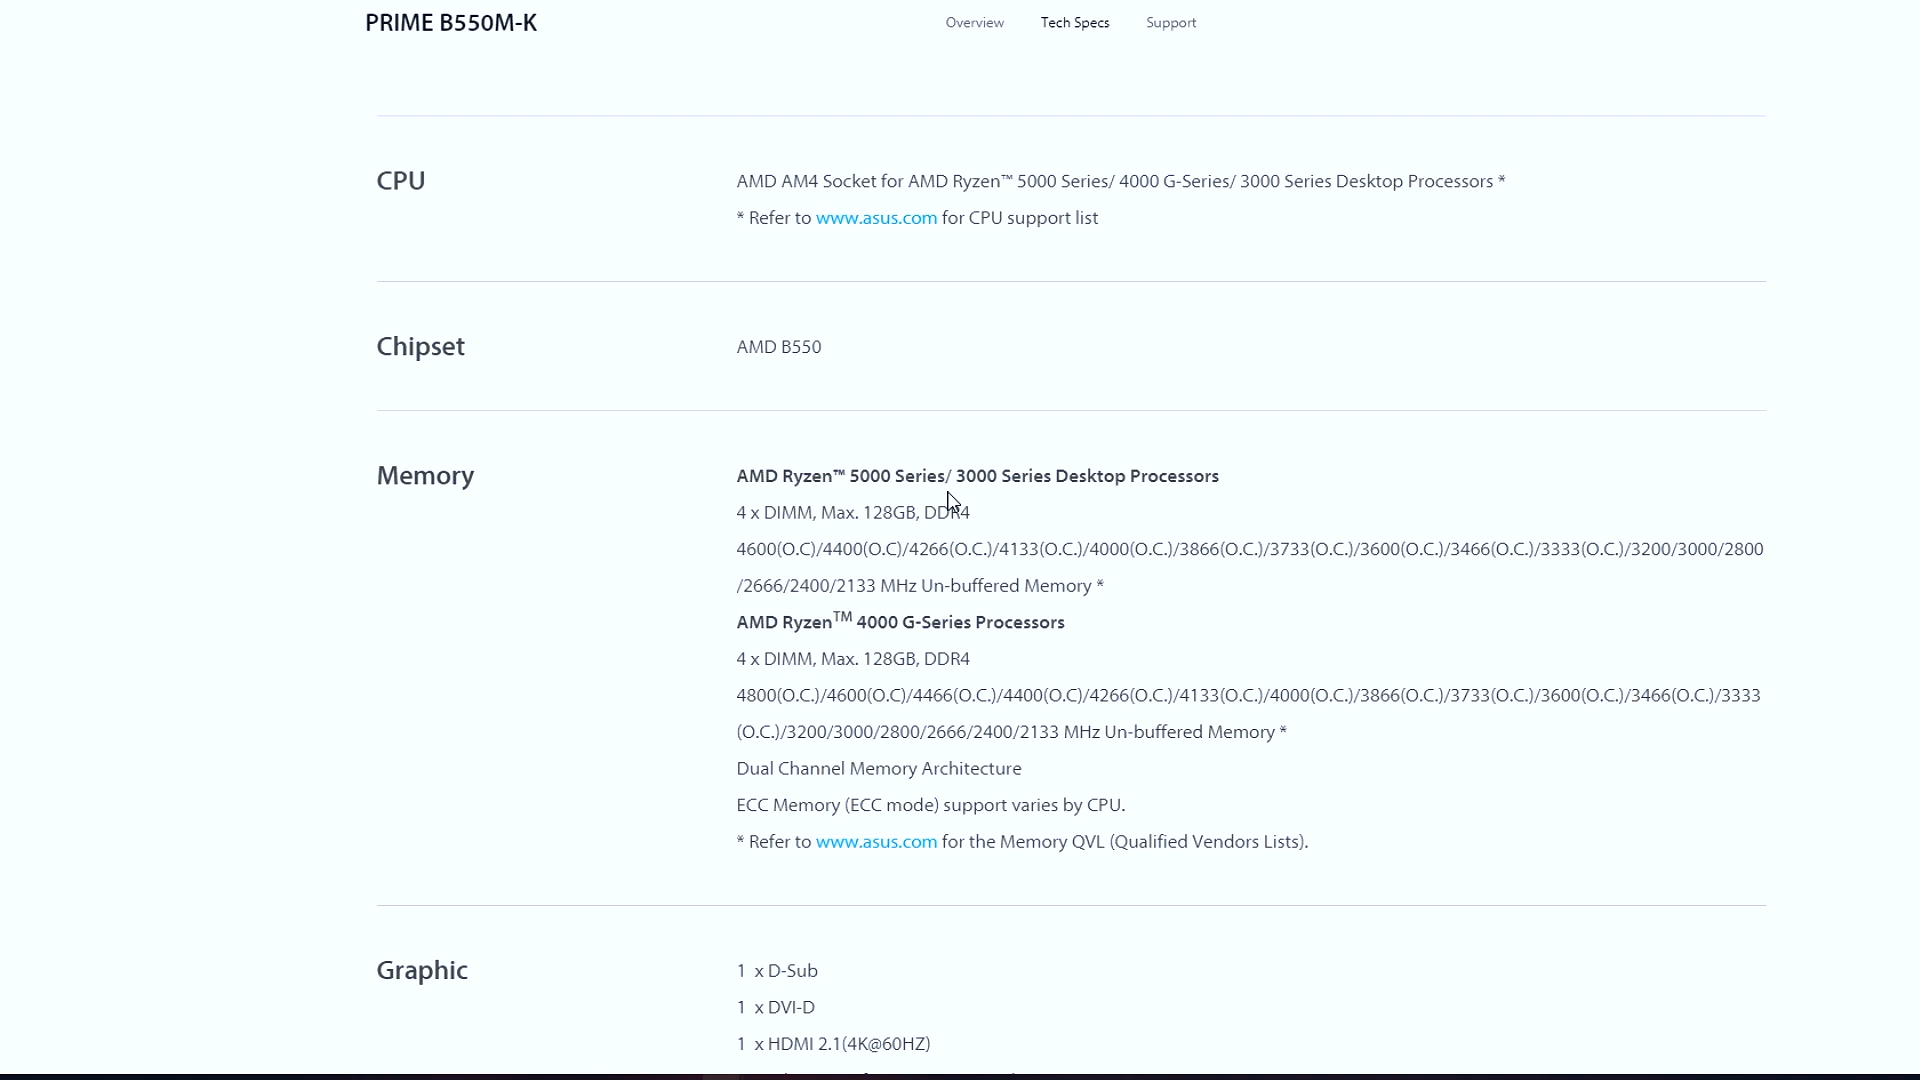 PRIME B550M-K
Overview
Tech Specs
Support
CPU
AMD AM4 Socket for AMD Ryzen™ 5000 Series/ 4000 G-Series/ 3000 Series Desktop Processors *
* Refer to www.asus.com for CPU support list
Chipset
AMD B550
Memory
AMD Ryzen™ 5000 Series/ 3000 Series Desktop Processors
4 x DIMM, Max. 128GB, DDR4
4600(O.C)/4400(O.C)/4266(O.C.)/4133(O.C.)/4000(O.C.)/3866(O.C.)/3733(O.C.)/3600(O.C.)/3466(O.C.)/3333(O.C.)/3200/3000/2800
/2666/2400/2133 MHz Un-buffered Memory *
AMD Ryzen™ 4000 G-Series Processors
4 x DIMM, Max. 128GB, DDR4
4800(O.C.)/4600(O.C)/4466(O.C.)/4400(O.C)/4266(O.C.)/4133(O.C.)/4000(O.C.)/3866(O.C.)/3733(O.C.)/3600(O.C.)/3466(O.C.)/3333
(O.C.)/3200/3000/2800/2666/2400/2133 MHz Un-buffered Memory *
Dual Channel Memory Architecture
ECC Memory (ECC mode) support varies by CPU.
* Refer to www.asus.com for the Memory QVL (Qualified Vendors Lists).
Graphic
1 x D-Sub
1 x DVI-D
1 x HDMI 2.1(4K@60HZ)